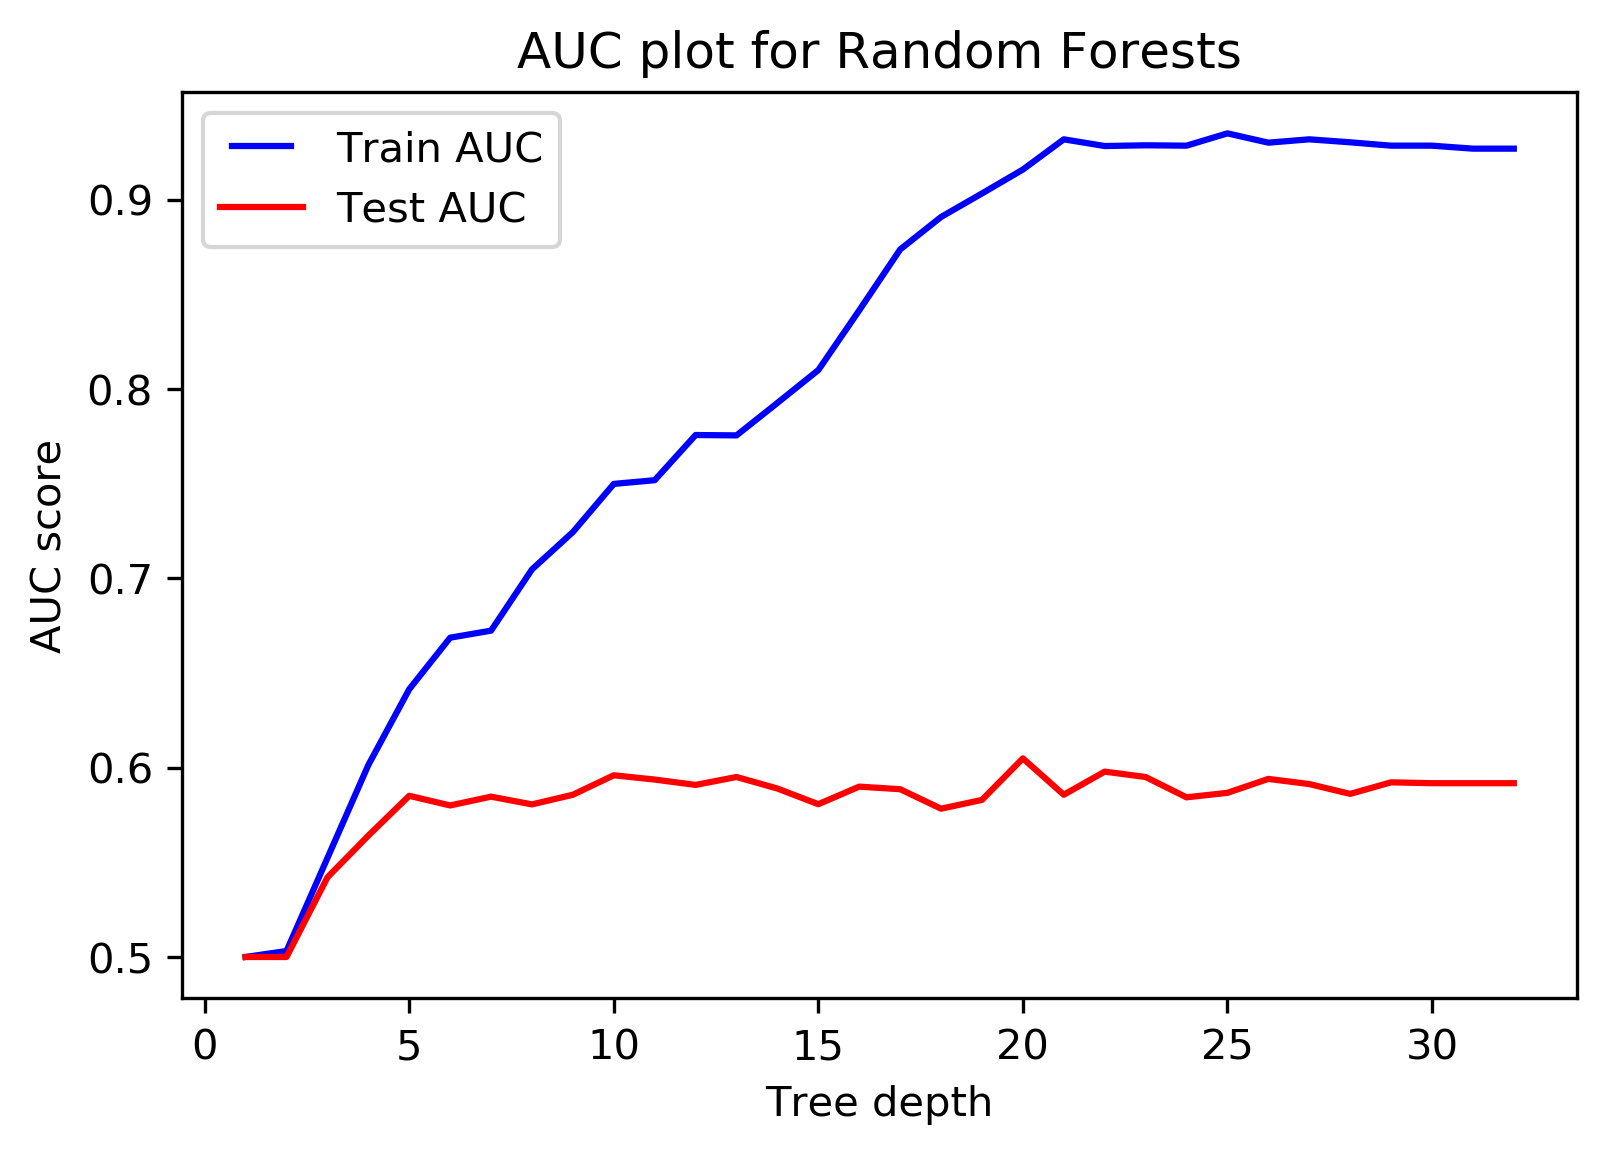 AUC plot for Random Forests
Train AUC
Test AUC
0.9
0.8
0.7
0.6
0.5
AUC score
0 5 10 15 20 25 30
Tree depth